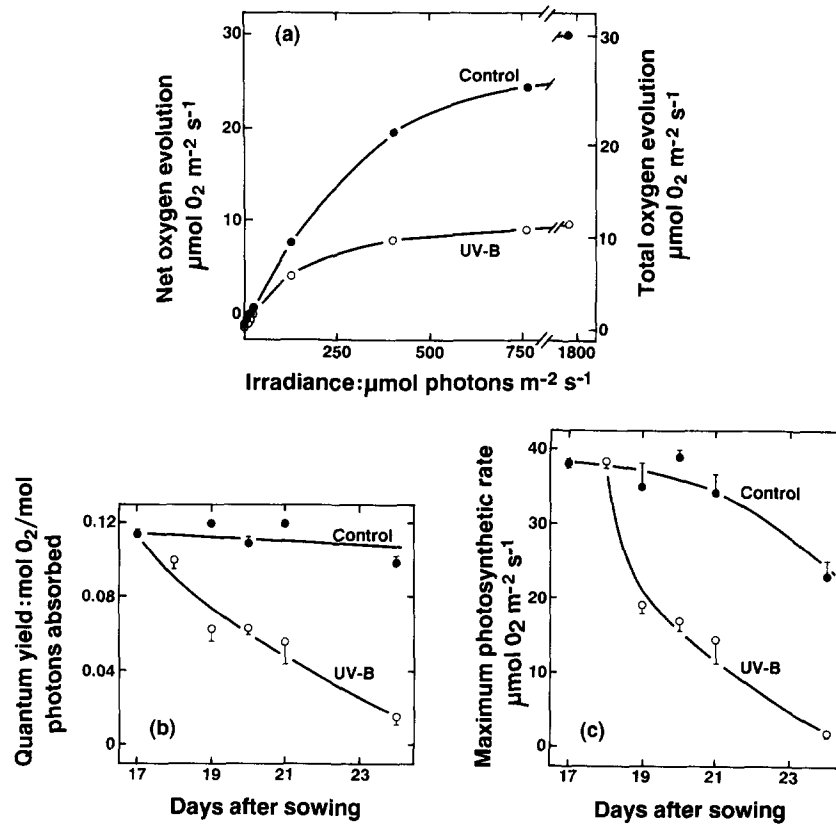 (a)
Control
UV-B
30
20
10
0
Net oxygen evolution
µmol O2 m-2 s-1
30
20
10
0
Total oxygen evolution
µmol O2 m-2 s-1
250
500
750
1800
Irradiance:µmol photons m-2 s-1
Quantum yield:mol O2/mol
photons absorbed
0.12
0.08
0.04
0
Control
UV-B
(b)
17
19
21
23
Days after sowing
Maximum photosynthetic rate
µmol O2 m-2 s-1
40
30
20
10
0
Control
UV-B
(c)
17
19
21
23
Days after sowing